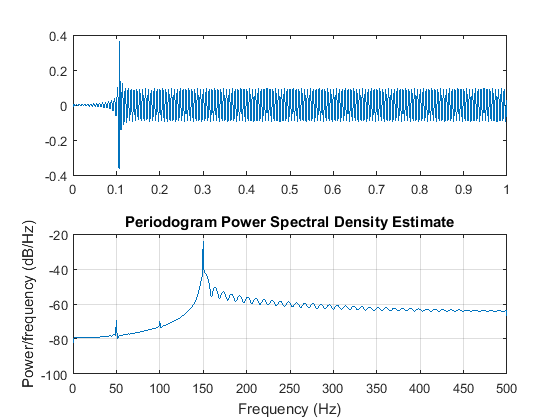 0.4
0.2
0
-0.2
-0.4
0 0.1 0.2 0.3 0.4 0.5 0.6 0.7 0.8 0.9 1
Periodogram Power Spectral Density Estimate
Power/frequency (dB/Hz)
-20
-40
-60
-80
-100
0 50 100 150 200 250 300 350 400 450 500
Frequency (Hz)